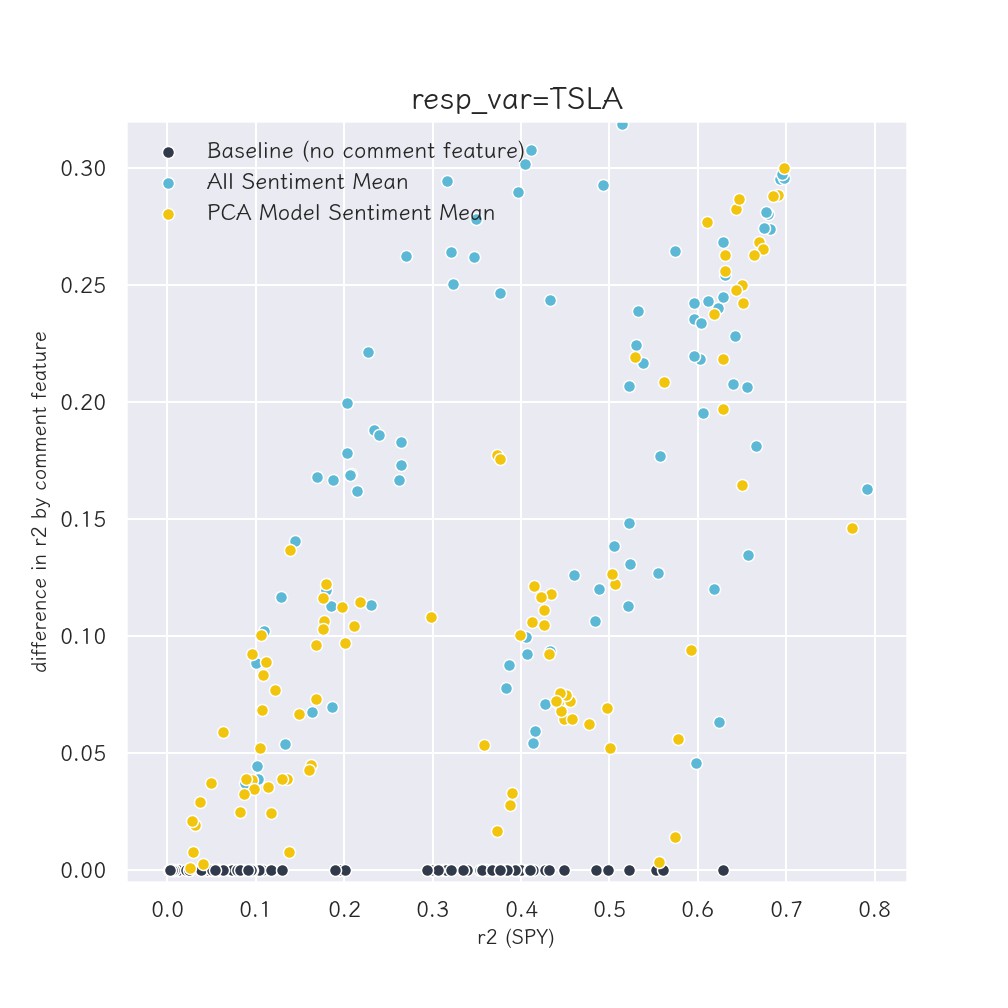 resp_var=TSLA
Baseline (no comment feature)
All Sentiment Mean
PCA Model Sentiment Mean
difference in r2 by comment feature
0.30
0.25
0.20
0.15
0.10
0.05
0.00
0.0 0.1 0.2 0.3 0.4 0.5 0.6 0.7 0.8
r2 (SPY)